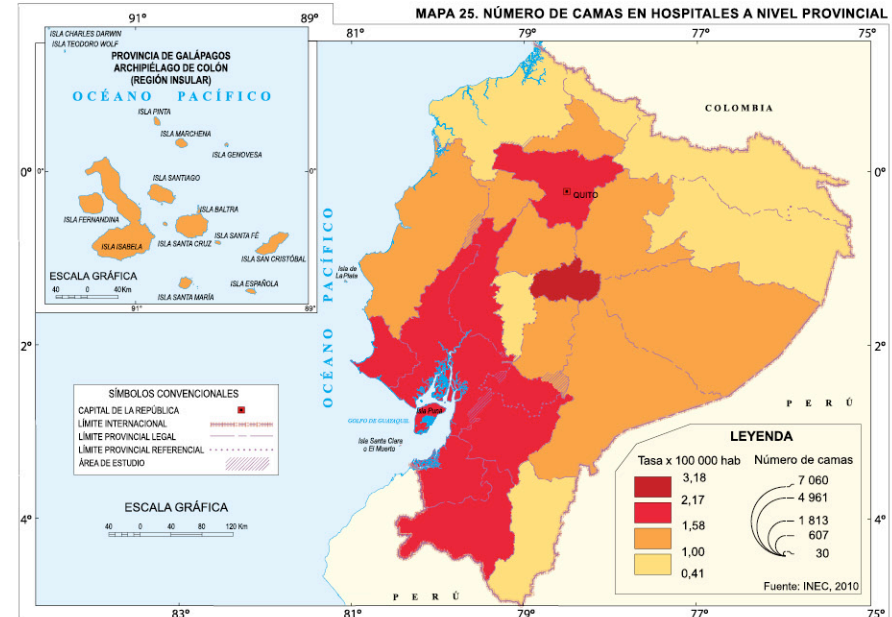 MAPA 25. NÚMERO DE CAMAS EN HOSPITALES A NIVEL PROVINCIAL
91º
89º
81º
79º
77º
75º
ISLA CHARLES DARWIN
ISLA TEODORO WOLF
PROVINCIA DE GALÁPAGOS
ARCHIPIÉLAGO DE COLÓN
(REGIÓN INSULAR)
OCÉANO PACÍFICO
ISLA PINTA
ISLA MARCHENA
ISLA GENOVESA
0º
0º
ISLA SANTIAGO
ISLA BALTRA
ISLA FERNANDINA
ISLA SANTA CRUZ
ISLA SANTA FÉ
ISLA ISABELA
ISLA SAN CRISTÓBAL
ISLA ESPAÑOLA
ISLA SANTA MARÍA
ESCALA GRÁFICA
40 0 40Km
91º
89º
COLOMBIA
0º
QUITO
OCÉANO PACÍFICO
Isla de
La Plata
2º
2º
SÍMBOLOS CONVENCIONALES
CAPITAL DE LA REPÚBLICA
LÍMITE INTERNACIONAL
LÍMITE PROVINCIAL LEGAL
LÍMITE PROVINCIAL REFERENCIAL
ÁREA DE ESTUDIO
Isla Puná
GOLFO DE GUAYAQUIL
Isla Santa Clara
o El Muerto
PERÚ
ESCALA GRÁFICA
40 0 40 80 120 Km
LEYENDA
Tasa x 100 000 hab
3,18
2,17
1,58
1,00
0,41
Número de camas
7 060
4 961
1 813
607
30
Fuente: INEC, 2010
4º
4º
PERÚ
83º
81º
79º
77º
75º